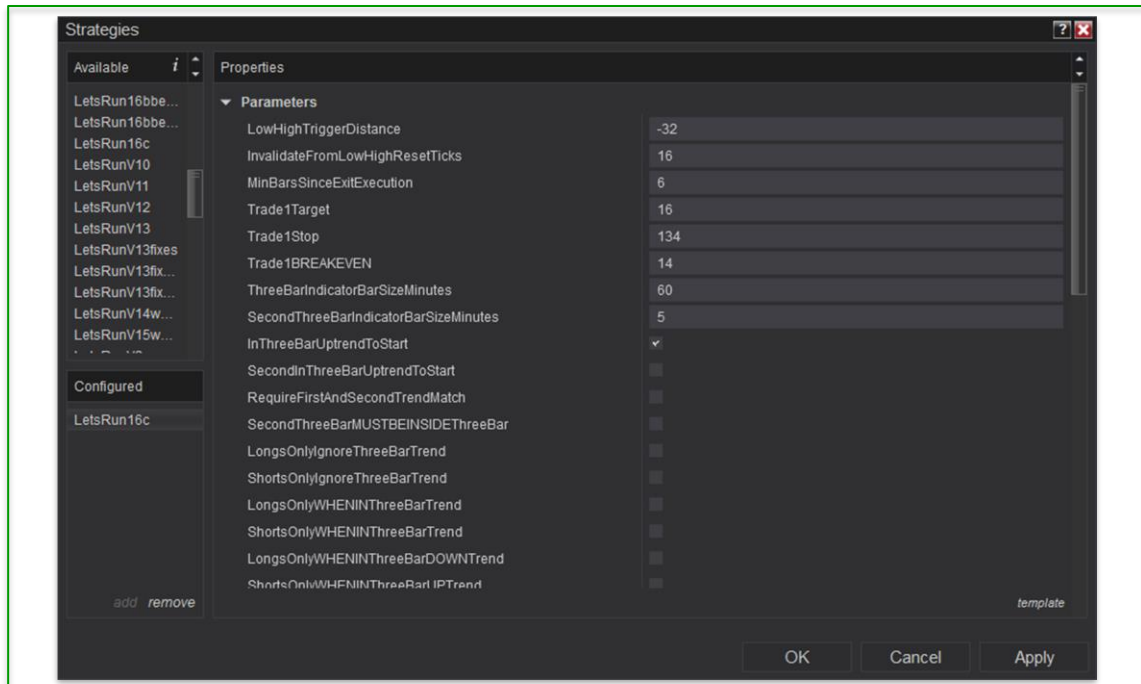 Strategies
?
Available i
LetsRun16bbe...
LetsRun16bbe...
LetsRun16c
LetsRunV10
LetsRunV11
LetsRunV12
LetsRunV13
LetsRunV13fixes
LetsRunV13fix...
LetsRunV13fix...
LetsRunV14w...
LetsRunV15w...
Configured
LetsRun16c
add remove
Properties
Parameters
LowHighTriggerDistance -32
InvalidateFromLowHighResetTicks 16
MinBarsSinceExitExecution 6
Trade1Target 16
Trade1Stop 134
Trade1BREAKEVEN 14
ThreeBarIndicatorBarSizeMinutes 60
SecondThreeBarIndicatorBarSizeMinutes 5
InThreeBarUptrendToStart
SecondInThreeBarUptrendToStart
RequireFirstAndSecondTrendMatch
SecondThreeBarMUSTBEINSIDEThreeBar
LongsOnlyIgnoreThreeBarTrend
ShortsOnlyIgnoreThreeBarTrend
LongsOnlyWHENINThreeBarTrend
ShortsOnlyWHENINThreeBarTrend
LongsOnlyWHENINThreeBarDOWNTrend
ShortsOnlyWHENINThreeBarUPTrend
template
OK Cancel Apply